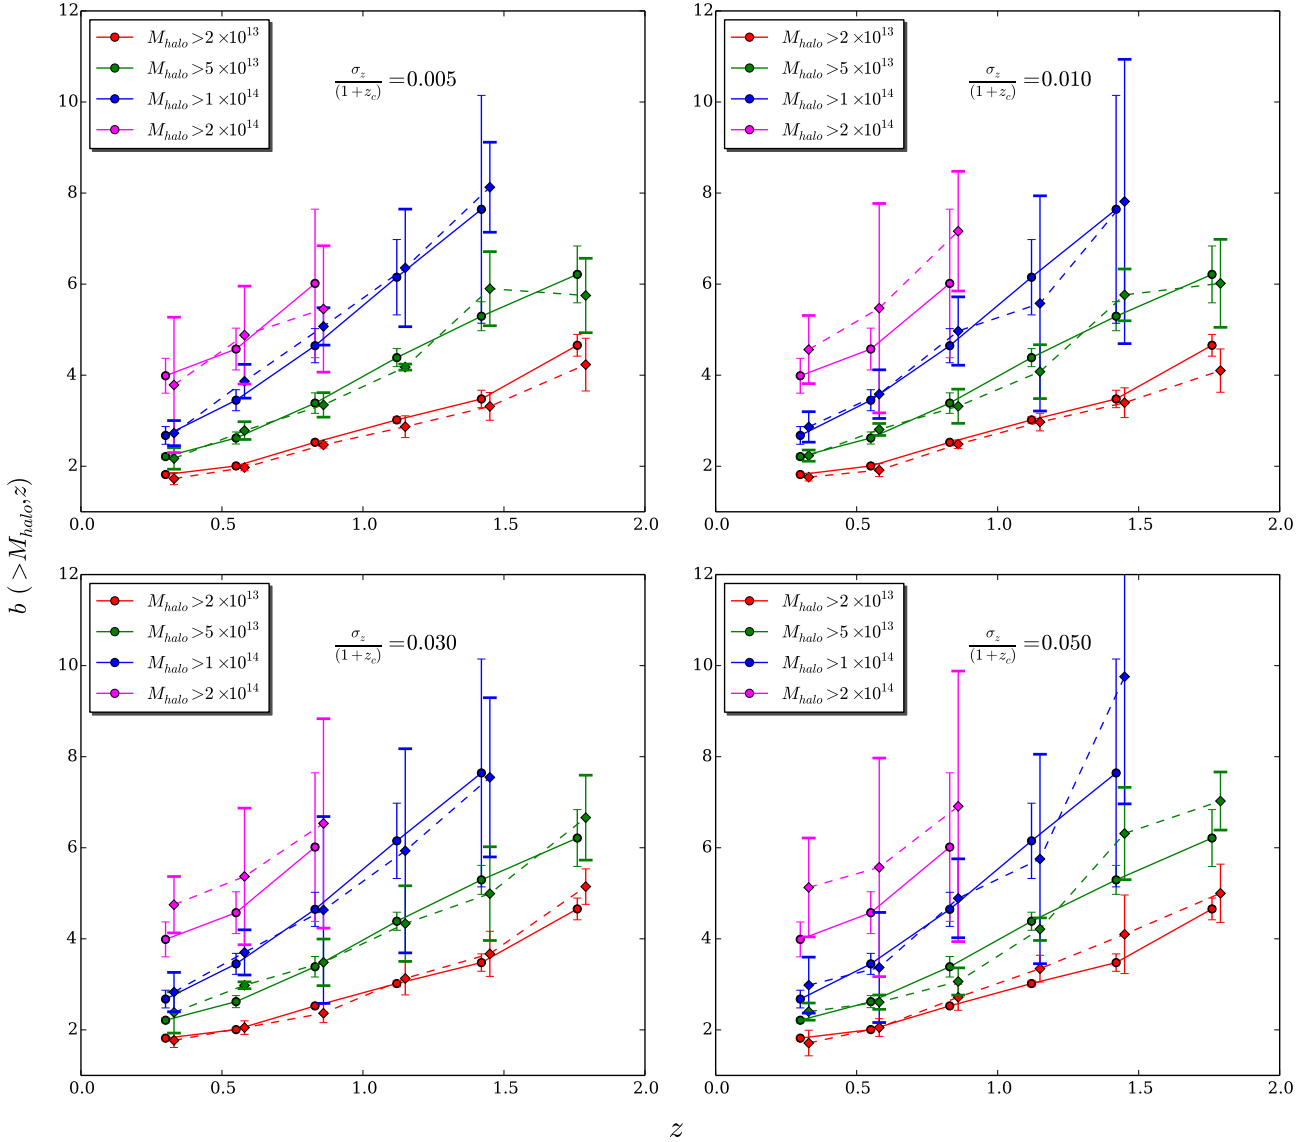 12
10
8
6
4
2
M_halo >2×10^13
M_halo >5×10^13
M_halo >1×10^14
M_halo >2×10^14
σ_z/(1+z_c) =0.005
0.0 0.5 1.0 1.5 2.0
12
10
8
6
4
2
M_halo >2×10^13
M_halo >5×10^13
M_halo >1×10^14
M_halo >2×10^14
σ_z/(1+z_c) =0.010
0.0 0.5 1.0 1.5 2.0
b ( >M_halo,z)
12
10
8
6
4
2
M_halo >2×10^13
M_halo >5×10^13
M_halo >1×10^14
M_halo >2×10^14
σ_z/(1+z_c) =0.030
0.0 0.5 1.0 1.5 2.0
12
10
8
6
4
2
M_halo >2×10^13
M_halo >5×10^13
M_halo >1×10^14
M_halo >2×10^14
σ_z/(1+z_c) =0.050
0.0 0.5 1.0 1.5 2.0
z